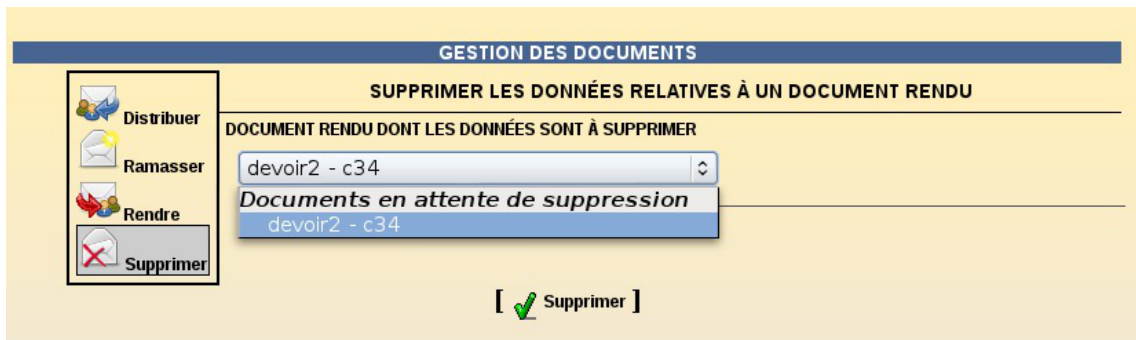 GESTION DES DOCUMENTS
SUPPRIMER LES DONNÉES RELATIVES À UN DOCUMENT RENDU
Distribuer
DOCUMENT RENDU DONT LES DONNÉES SONT À SUPPRIMER
Ramasser
devoir2 - c34
Documents en attente de suppression
Rendre
devoir2 - c34
Supprimer
[ Supprimer ]